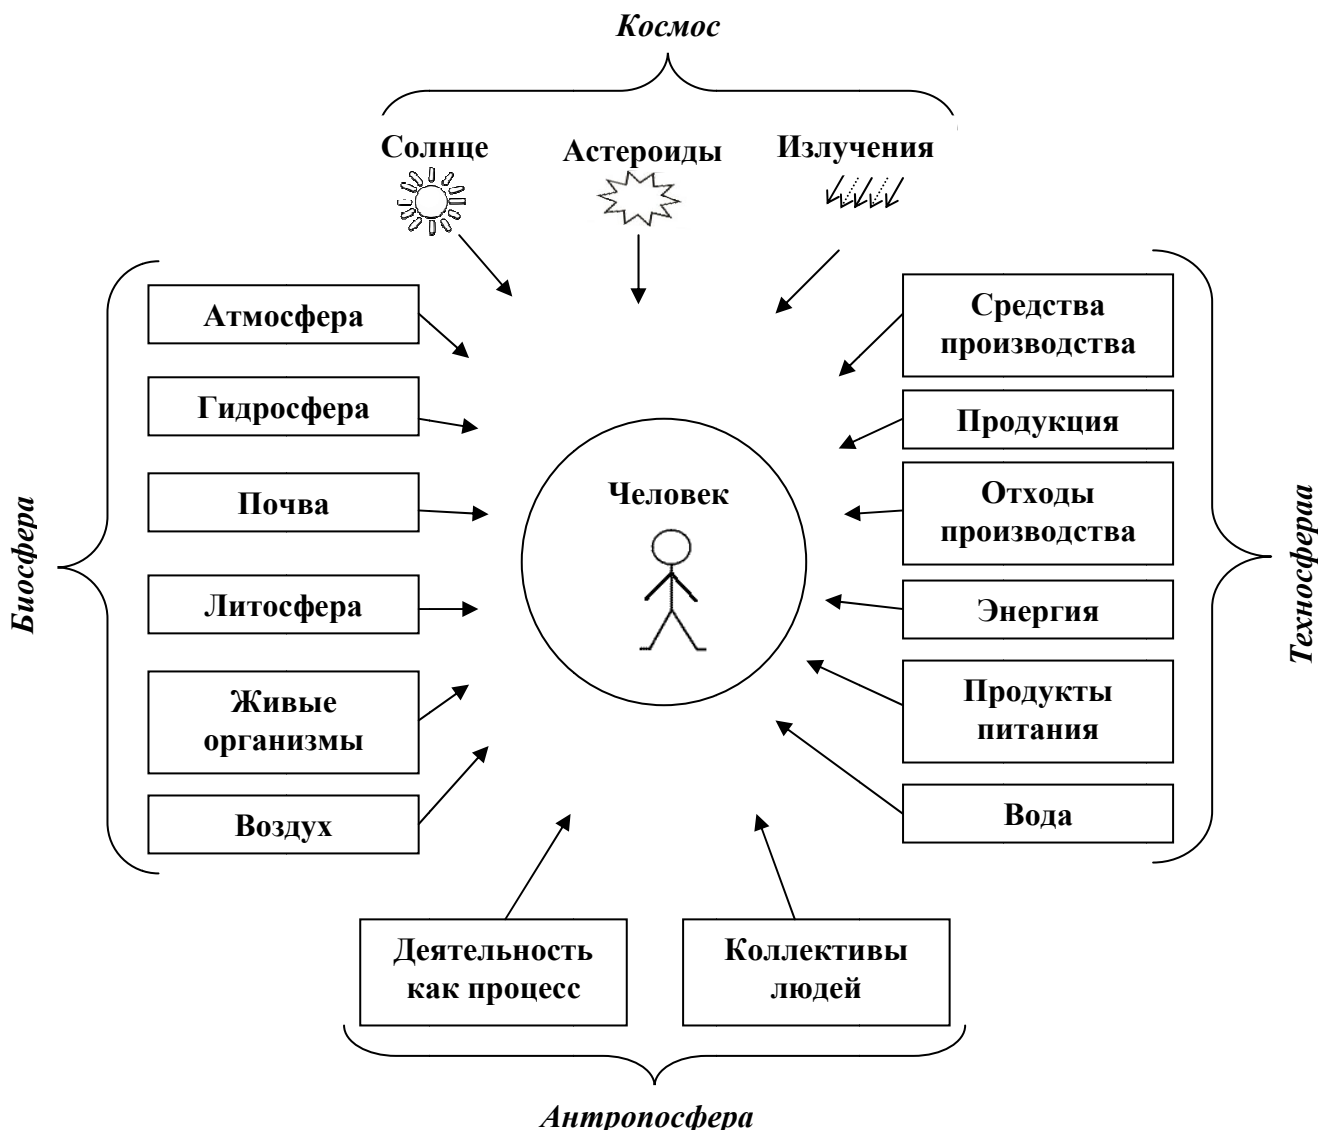 Космос
Солнце
Астероиды
Излучения
Биосфера
Атмосфера
Гидросфера
Почва
Литосфера
Живые
организмы
Воздух
Человек
Средства
производства
Продукция
Отходы
производства
Энергия
Продукты
питания
Вода
Техносфераа
Деятельность
как процесс
Коллективы
людей
Антропосфера